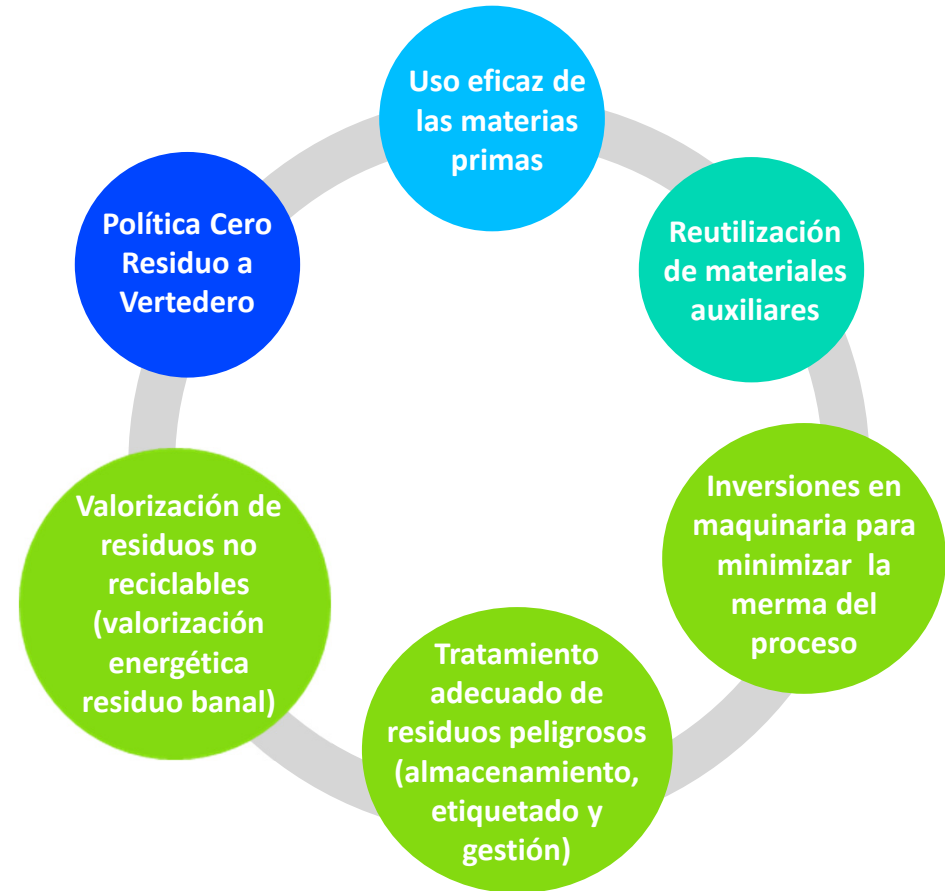 Uso eficaz de
las materias
primas
Reutilización
de materiales
auxiliares
Inversiones en
maquinaria para
minimizar  la
merma del
proceso
Tratamiento
adecuado de
residuos peligrosos
(almacenamiento,
etiquetado y
gestión)
Valorización de
residuos no
reciclables
(valorización
energética
residuo banal)
Política Cero
Residuo a
Vertedero